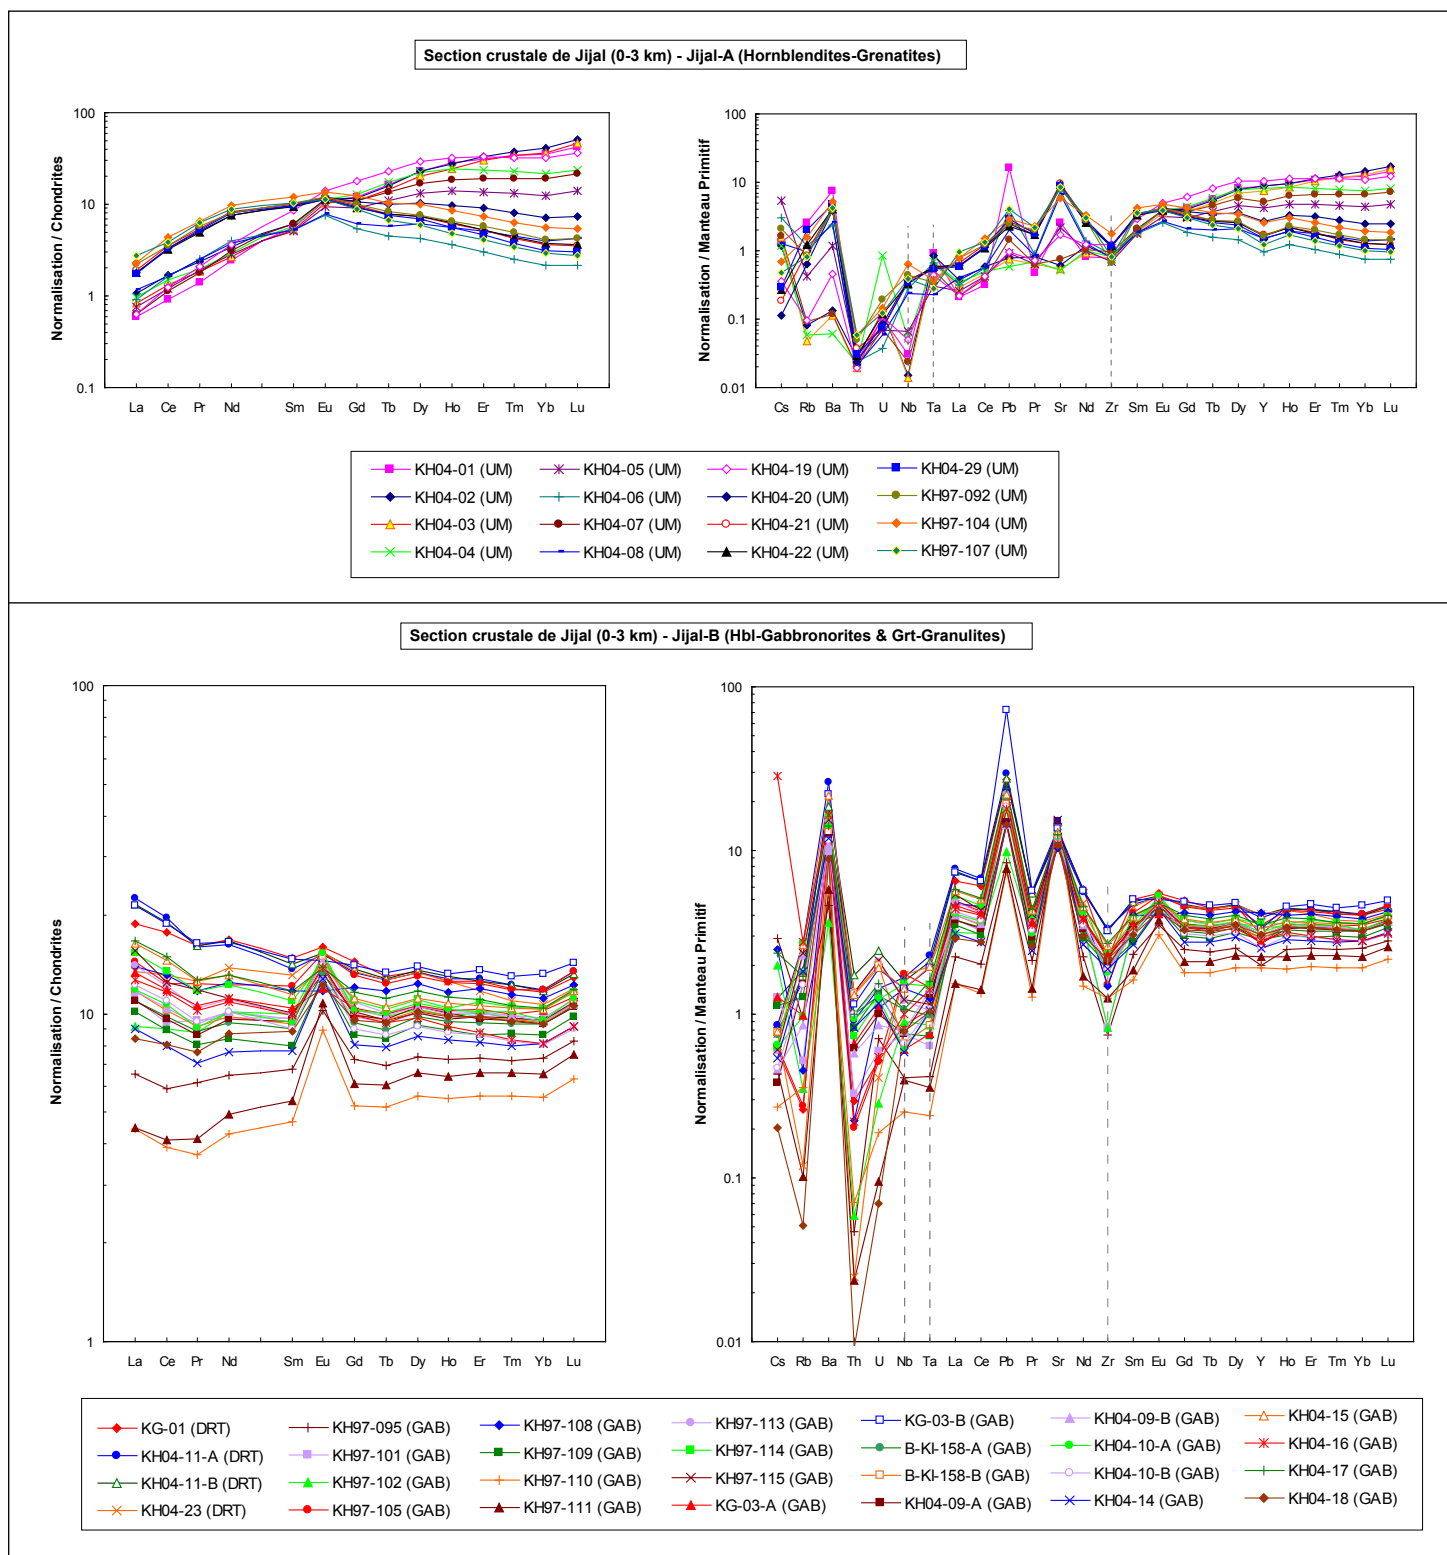 Section crustale de Jijal (0-3 km) - Jijal-A (Hornblendites-Grenatites)
Normalisation / Chondrites
100
10
1
0.1
La Ce Pr Nd Sm Eu Gd Tb Dy Ho Er Tm Yb Lu
Normalisation / Manteau Primitif
100
10
1
0.1
0.01
Cs Rb Ba Th U Nb Ta La Ce Pb Pr Sr Nd Zr Sm Eu Gd Tb Dy Y Ho Er Tm Yb Lu
KH04-01 (UM) KH04-05 (UM) KH04-19 (UM) KH04-29 (UM)
KH04-02 (UM) KH04-06 (UM) KH04-20 (UM) KH97-092 (UM)
KH04-03 (UM) KH04-07 (UM) KH04-21 (UM) KH97-104 (UM)
KH04-04 (UM) KH04-08 (UM) KH04-22 (UM) KH97-107 (UM)
Section crustale de Jijal (0-3 km) - Jijal-B (Hbl-Gabbronorites & Grt-Granulites)
Normalisation / Chondrites
100
10
1
La Ce Pr Nd Sm Eu Gd Tb Dy Ho Er Tm Yb Lu
Normalisation / Manteau Primitif
100
10
1
0.1
0.01
Cs Rb Ba Th U Nb Ta La Ce Pb Pr Sr Nd Zr Sm Eu Gd Tb Dy Y Ho Er Tm Yb Lu
KG-01 (DRT) KH97-095 (GAB) KH97-108 (GAB) KH97-113 (GAB) KG-03-B (GAB) KH04-09-B (GAB) KH04-15 (GAB)
KH04-11-A (DRT) KH97-101 (GAB) KH97-109 (GAB) KH97-114 (GAB) B-KI-158-A (GAB) KH04-10-A (GAB) KH04-16 (GAB)
KH04-11-B (DRT) KH97-102 (GAB) KH97-110 (GAB) KH97-115 (GAB) B-KI-158-B (GAB) KH04-10-B (GAB) KH04-17 (GAB)
KH04-23 (DRT) KH97-105 (GAB) KH97-111 (GAB) KG-03-A (GAB) KH04-09-A (GAB) KH04-14 (GAB) KH04-18 (GAB)